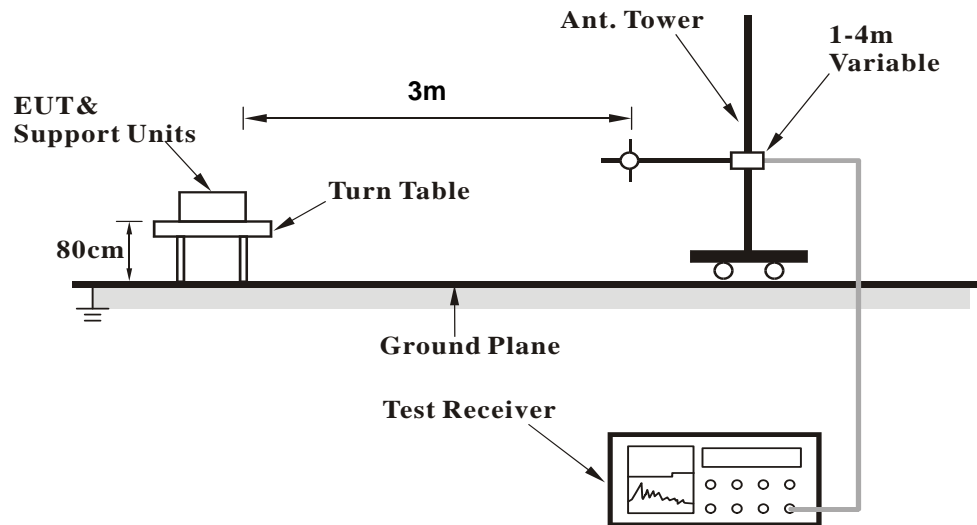 Ant. Tower
1-4m
Variable
3m
EUT&
Support Units
Turn Table
80cm
Ground Plane
Test Receiver